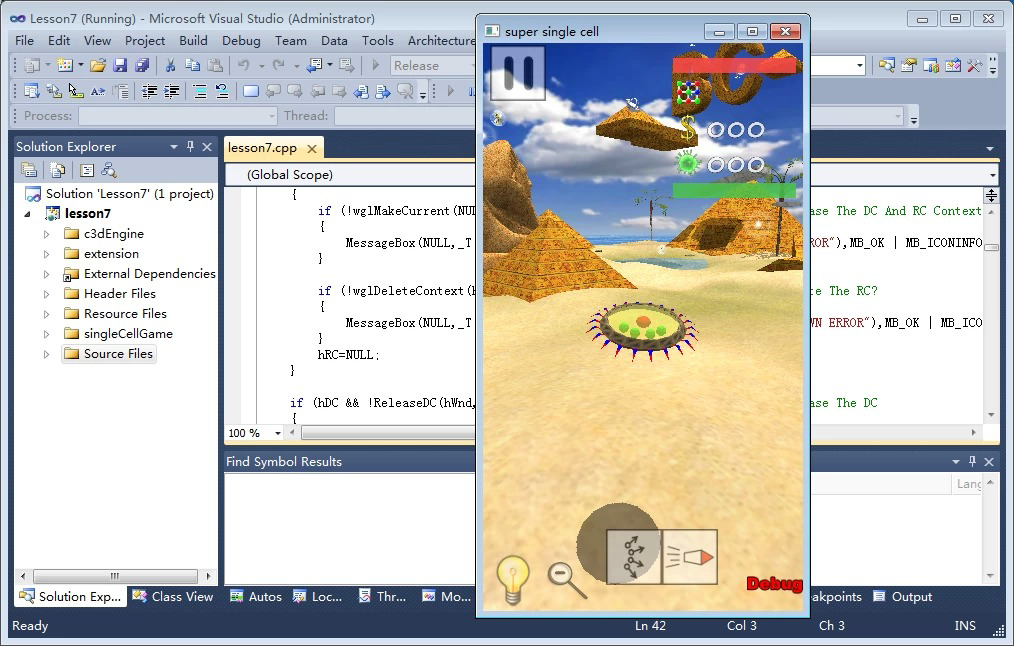 Lesson7 (Running) - Microsoft Visual Studio (Administrator)
File Edit View Project Build Debug Team Data Tools Architecture
Release
Process: Thread:
Solution Explorer
Solution 'Lesson7' (1 project)
lesson7
c3dEngine
extension
External Dependencies
Header Files
Resource Files
singleCellGame
Source Files
lesson7.cpp
(Global Scope)
{
if (!wglMakeCurrent(NUL
ase The DC And RC Context
{
MessageBox(NULL,_T
ROR"),MB_OK | MB_ICONINFO
}
if (!wglDeleteContext(h
e The RC?
{
MessageBox(NULL,_T
WN ERROR"),MB_OK | MB_ICO
}
hRC=NULL;
}
if (hDC && !ReleaseDC(hWnd,
ase The DC
{
100 %
Find Symbol Results
Lang
super single cell
$ OOO
OOO
Debug
Solution Exp... Class View Autos Loc... Thr... Mo... eakpoints Output
Ready Ln 42 Col 3 Ch 3 INS